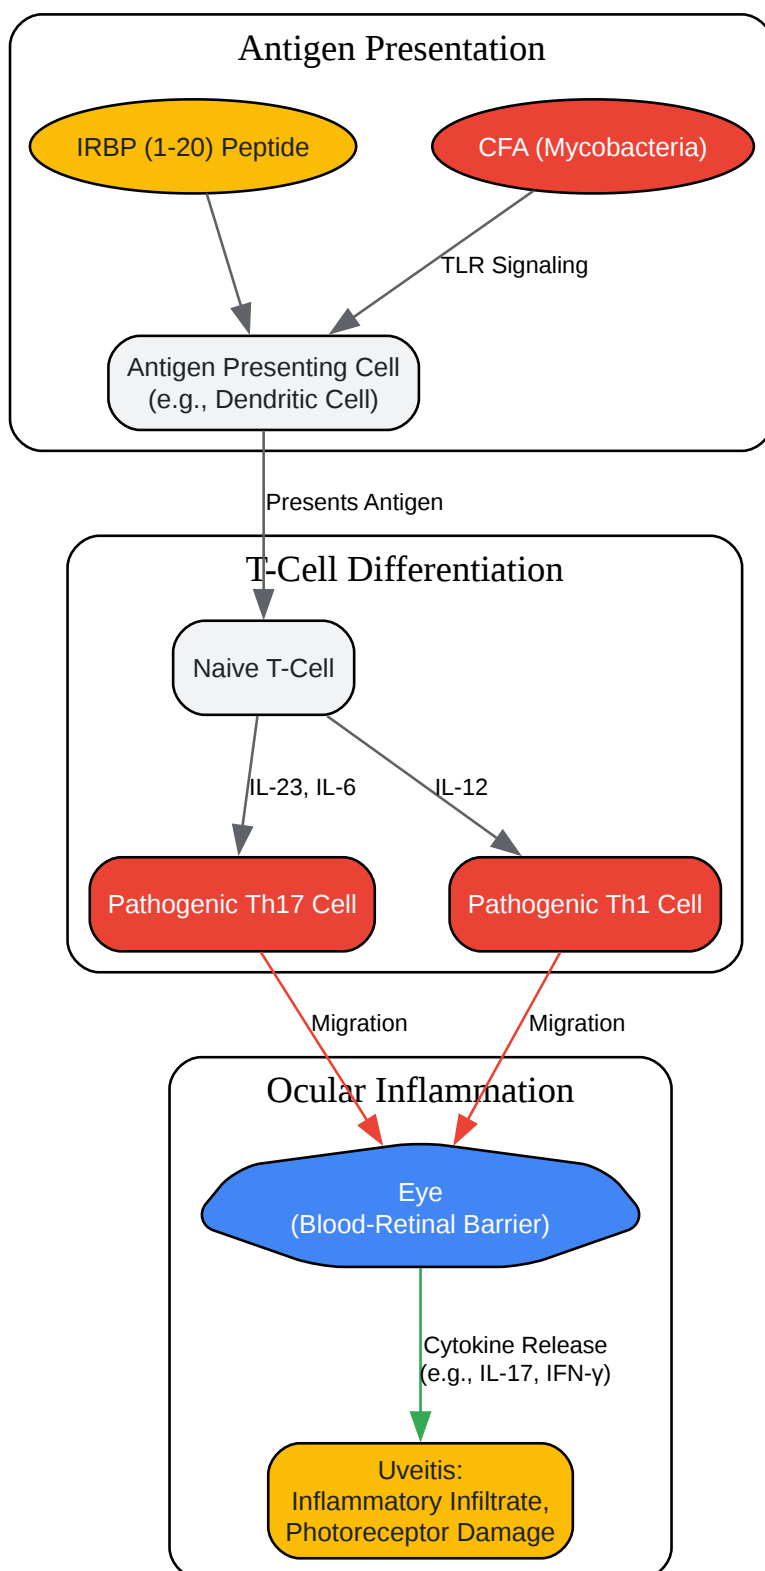 Antigen Presentation
IRBP (1-20) Peptide
CFA (Mycobacteria)
TLR Signaling
Antigen Presenting Cell
(e.g., Dendritic Cell)
Presents Antigen
T-Cell Differentiation
Naive T-Cell
IL-23, IL-6
IL-12
Pathogenic Th17 Cell
Pathogenic Th1 Cell
Migration
Migration
Ocular Inflammation
Eye
(Blood-Retinal Barrier)
Cytokine Release
(e.g., IL-17, IFN-γ)
Uveitis:
Inflammatory Infiltrate,
Photoreceptor Damage